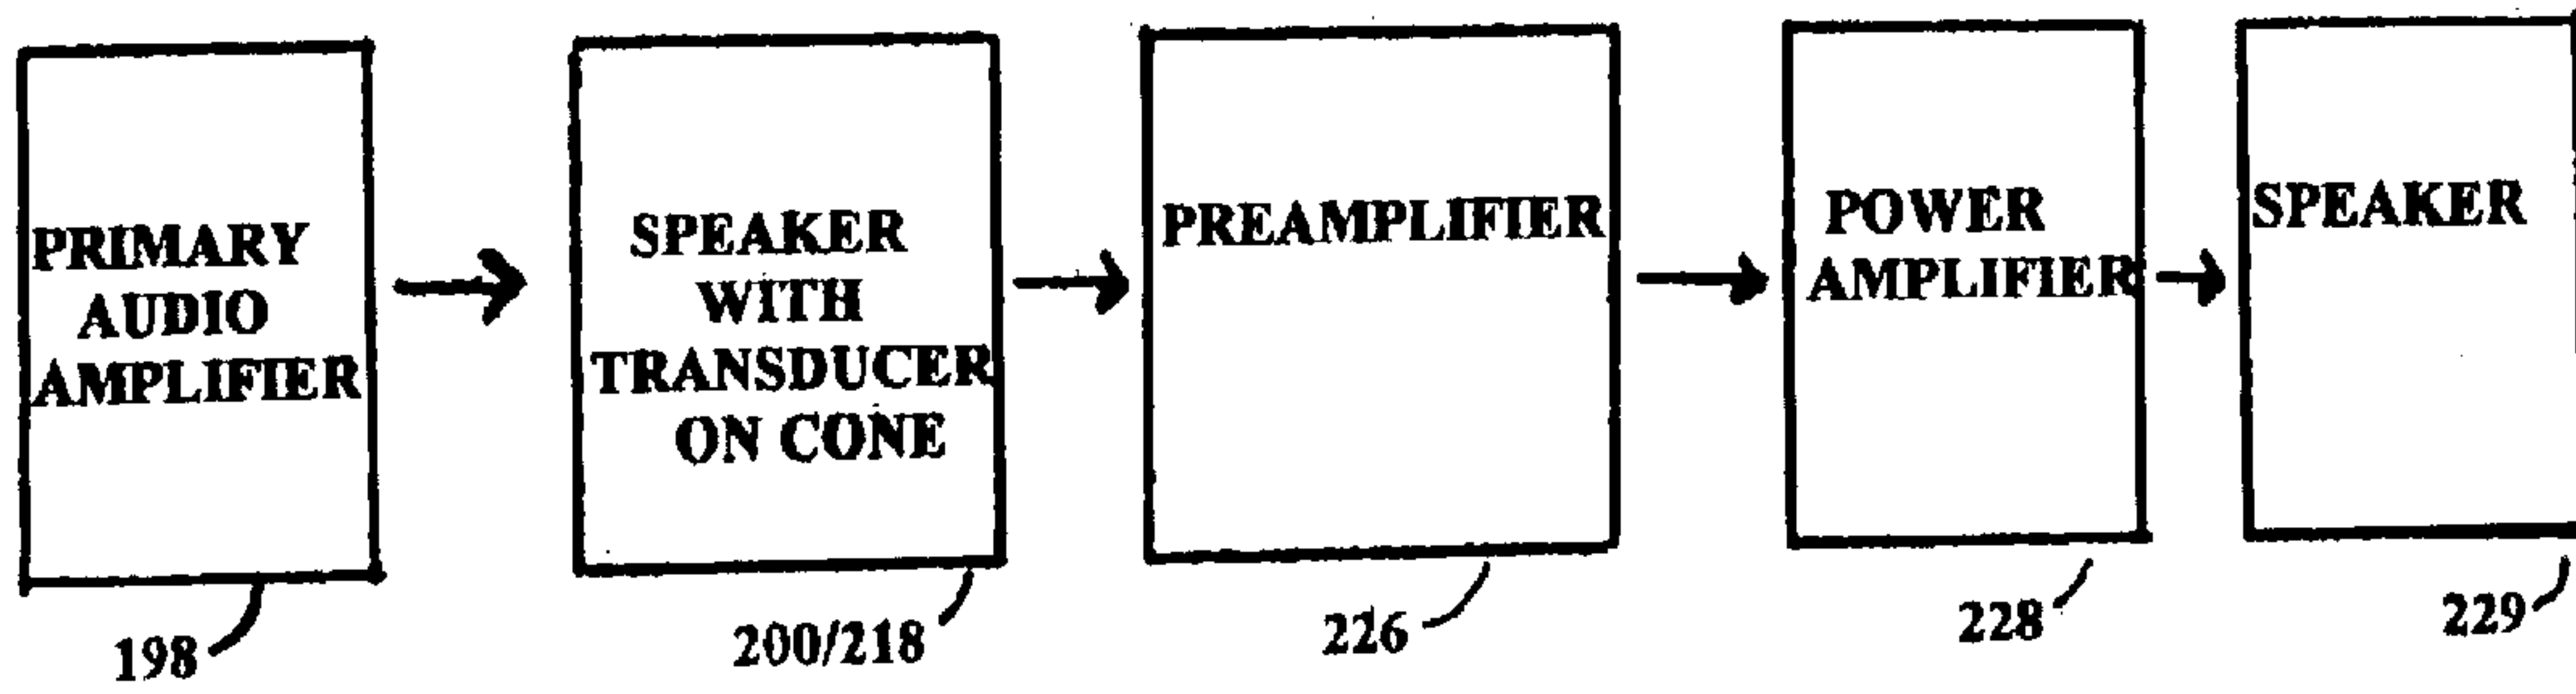 PRIMARY
AUDIO
AMPLIFIER
SPEAKER
WITH
TRANSDUCER
ON CONE
PREAMPLIFIER
POWER
AMPLIFIER
SPEAKER
198
200/218
226
228
229